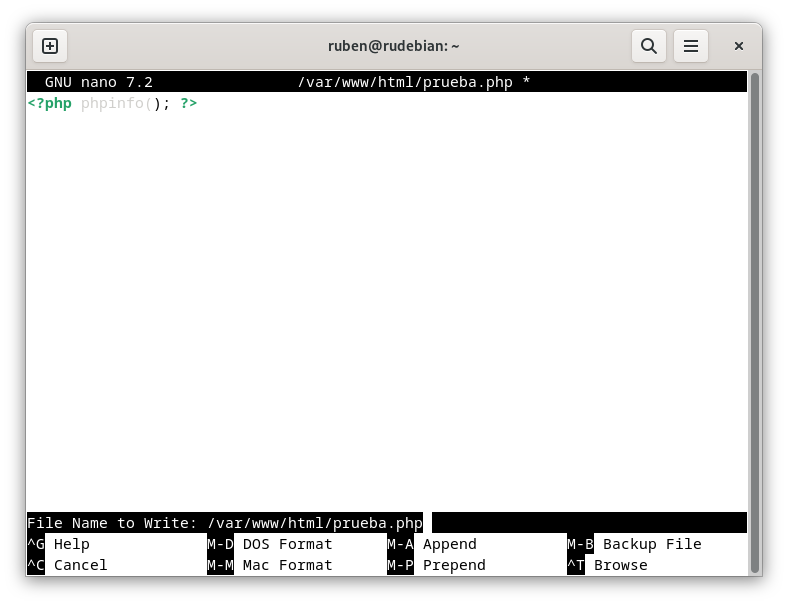 ruben@rudebian: ~
GNU nano 7.2 /var/www/html/prueba.php *
<?php phpinfo(); ?>
File Name to Write: /var/www/html/prueba.php
^G Help M-D DOS Format M-A Append M-B Backup File
^C Cancel M-M Mac Format M-P Prepend ^T Browse